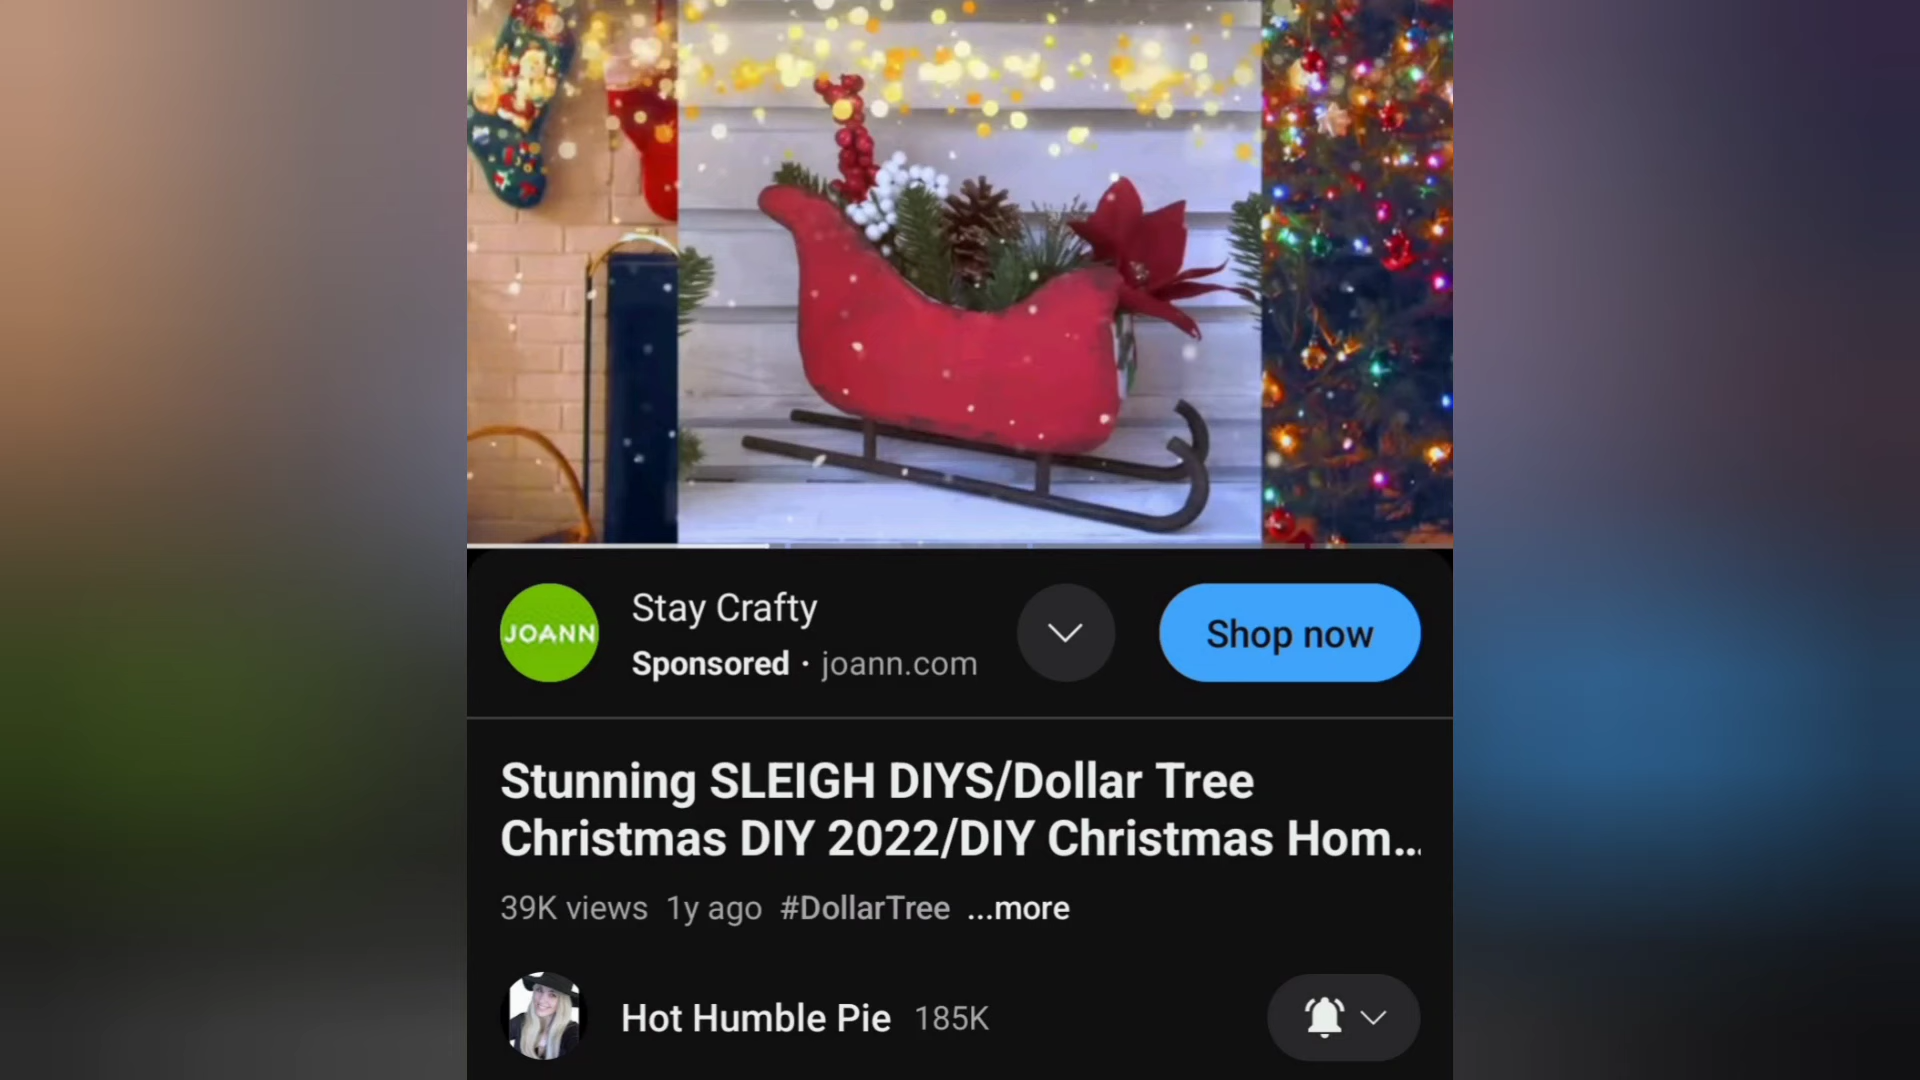 JOANN
Stay Crafty
Sponsored · joann.com
Shop now
Stunning SLEIGH DIYS/Dollar Tree
Christmas DIY 2022/DIY Christmas Hom...
39K views 1y ago #DollarTree ...more
Hot Humble Pie 185K